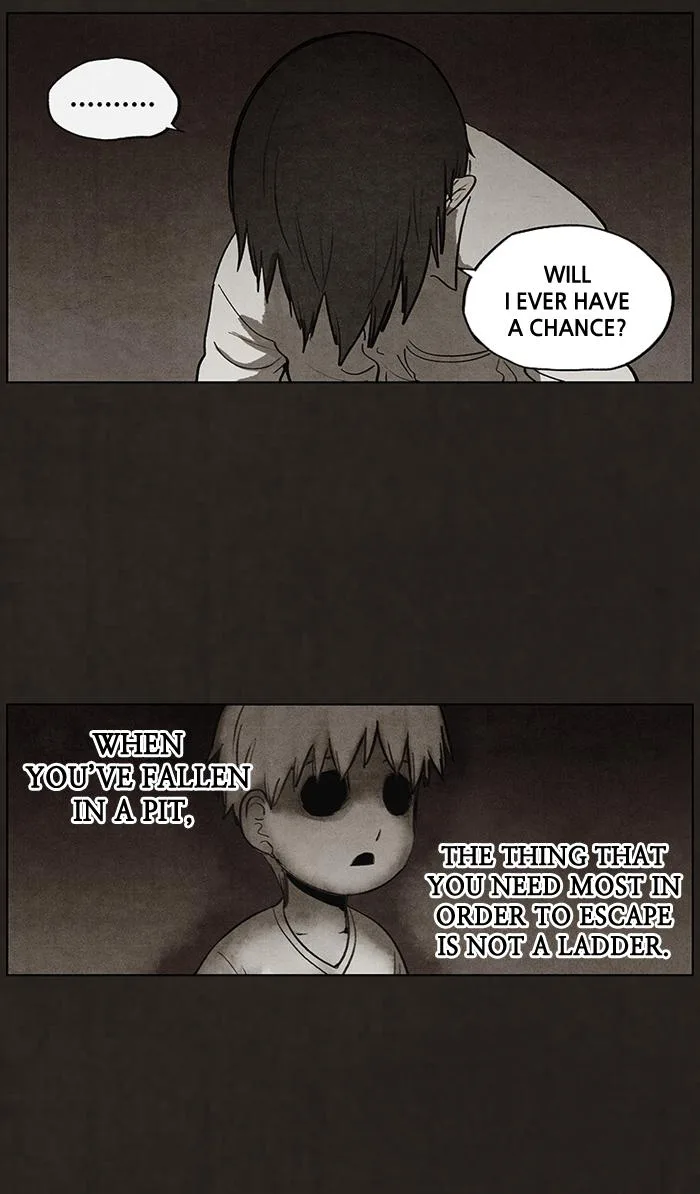 ..........
WILL
I EVER HAVE
A CHANCE?
WHEN
YOU'VE FALLEN
IN A PIT,
THE THING THAT
YOU NEED MOST IN
ORDER TO ESCAPE
IS NOT A LADDER.